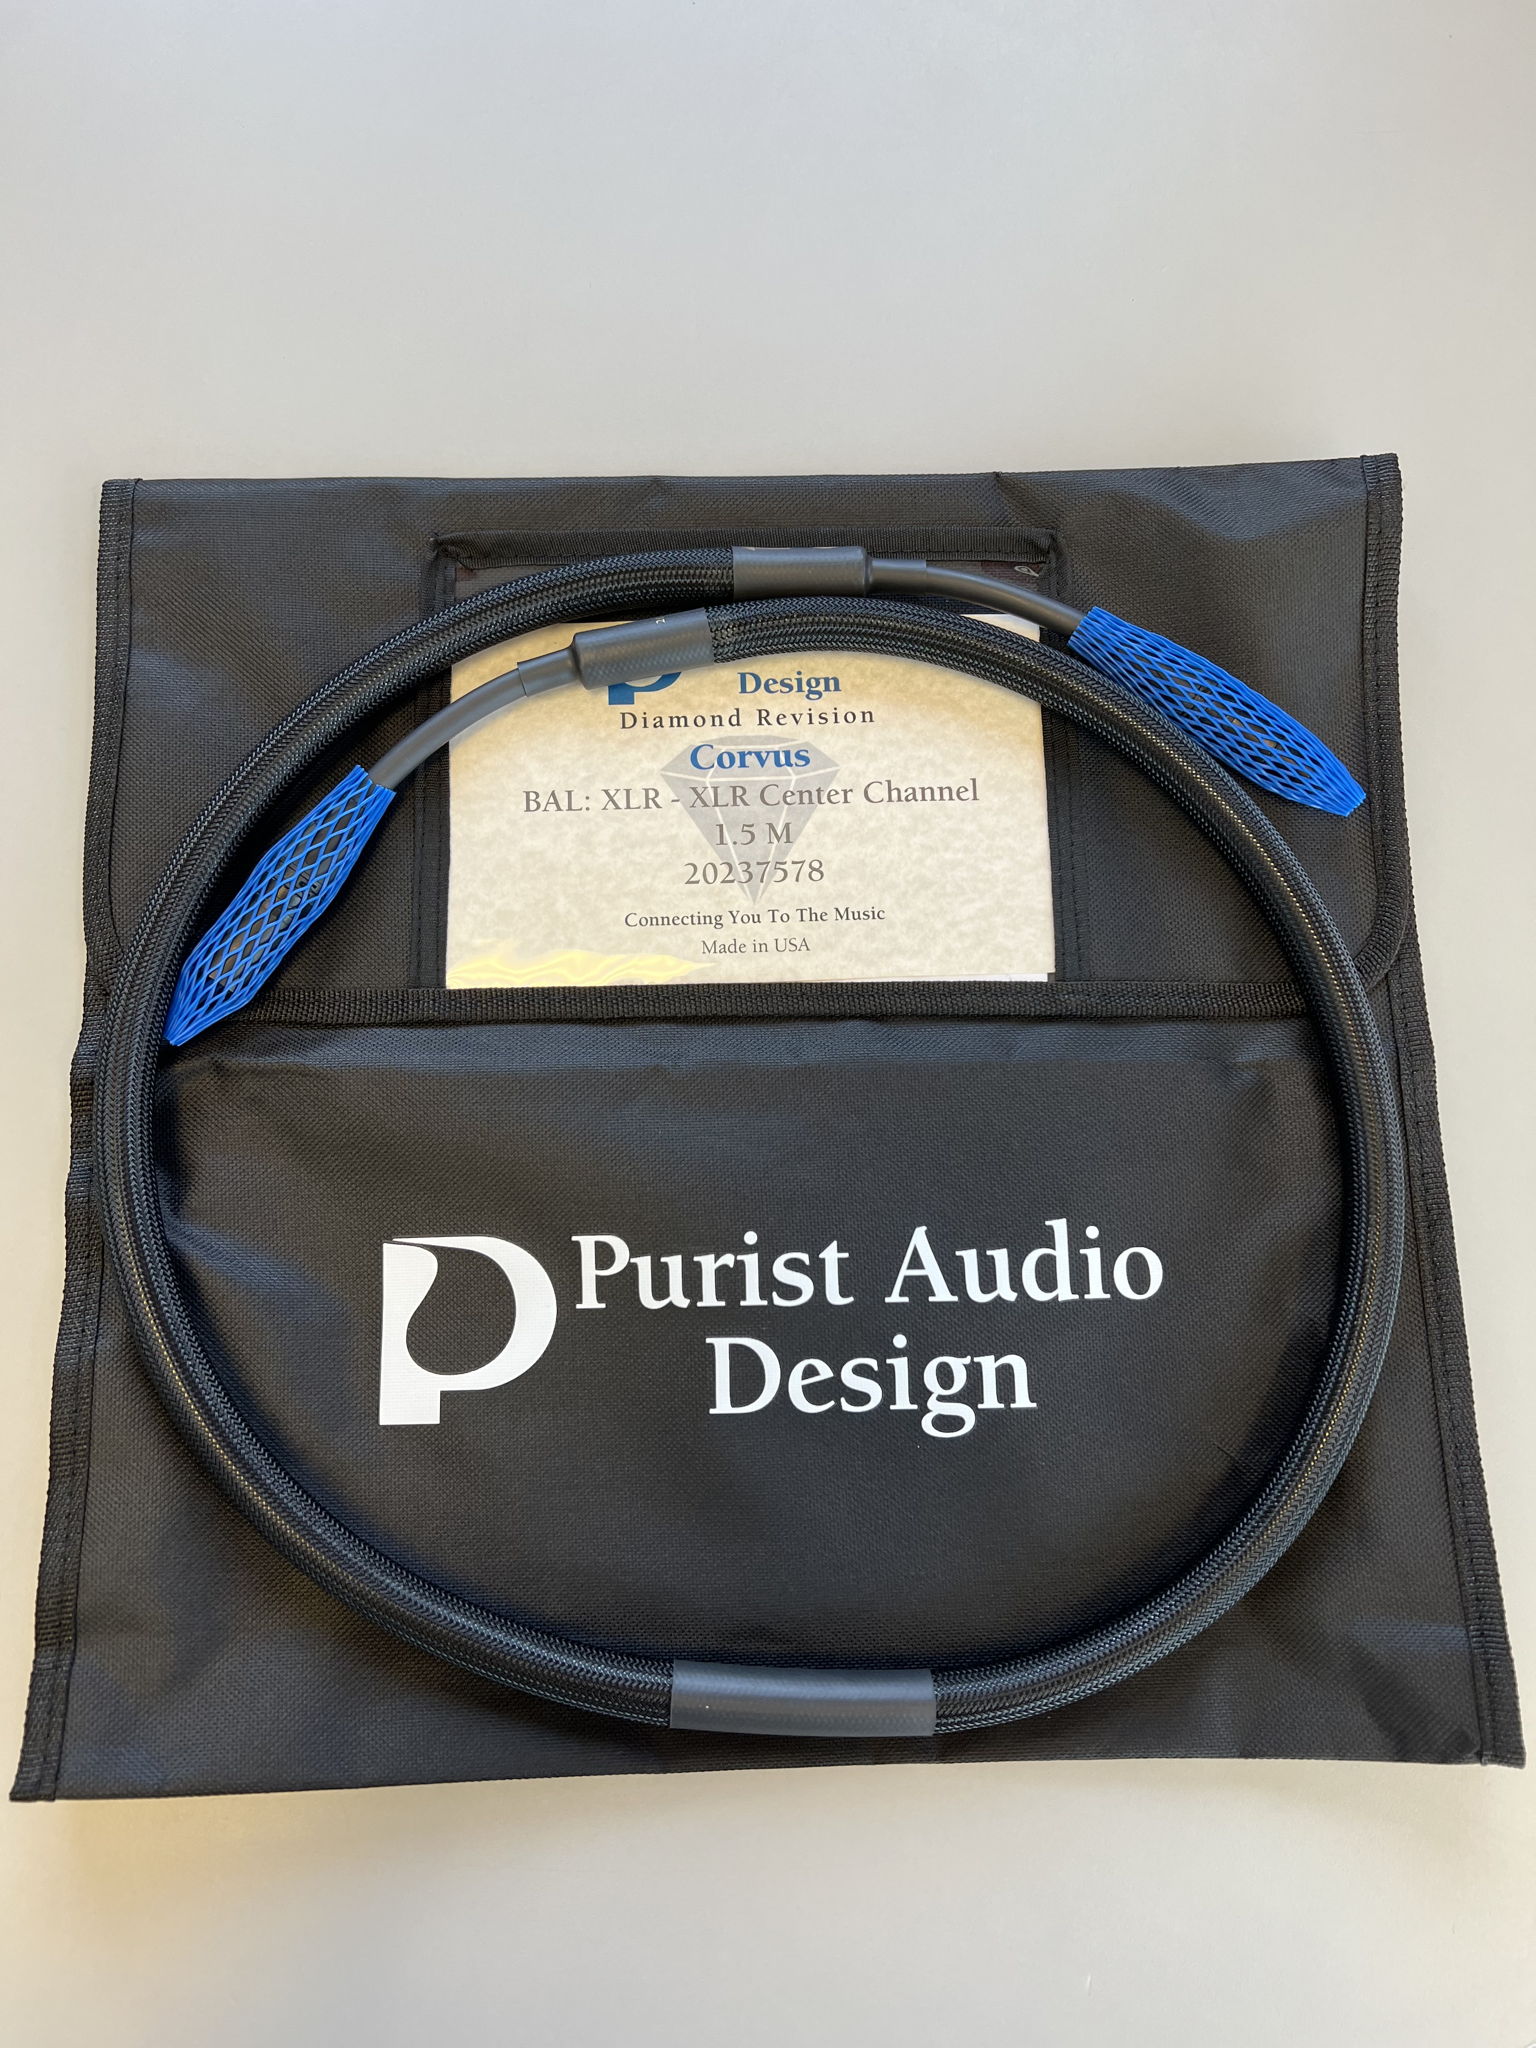 Design
Diamond Revision
Corvus
BAL: XLR - XLR Center Channel
1.5 M
20237578
Connecting You To The Music
Made in USA
Purist Audio
Design